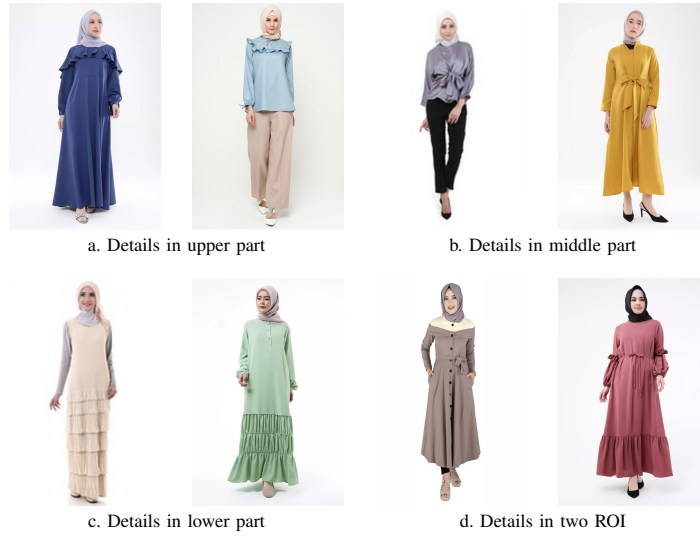 a. Details in upper part
b. Details in middle part
c. Details in lower part
d. Details in two ROI